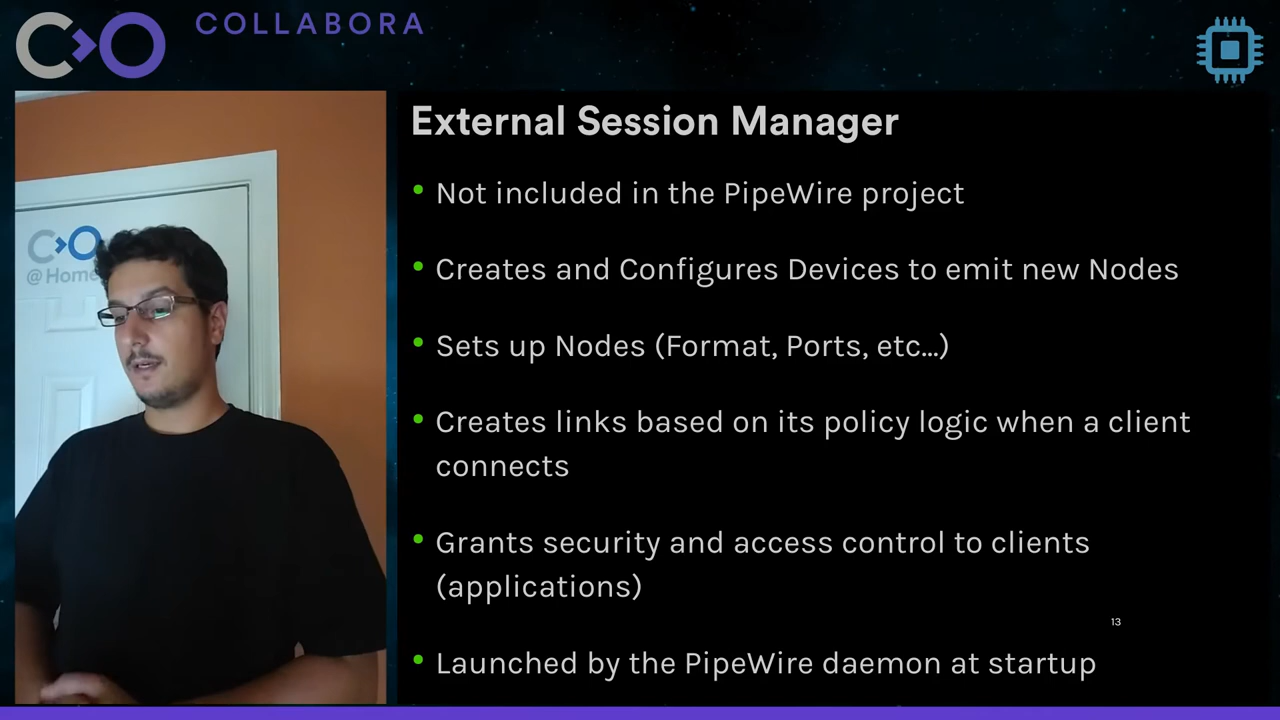 COLLABORA
@Home
External Session Manager
Not included in the PipeWire project
Creates and Configures Devices to emit new Nodes
Sets up Nodes (Format, Ports, etc...)
Creates links based on its policy logic when a client
connects
Grants security and access control to clients
(applications)
13
Launched by the PipeWire daemon at startup